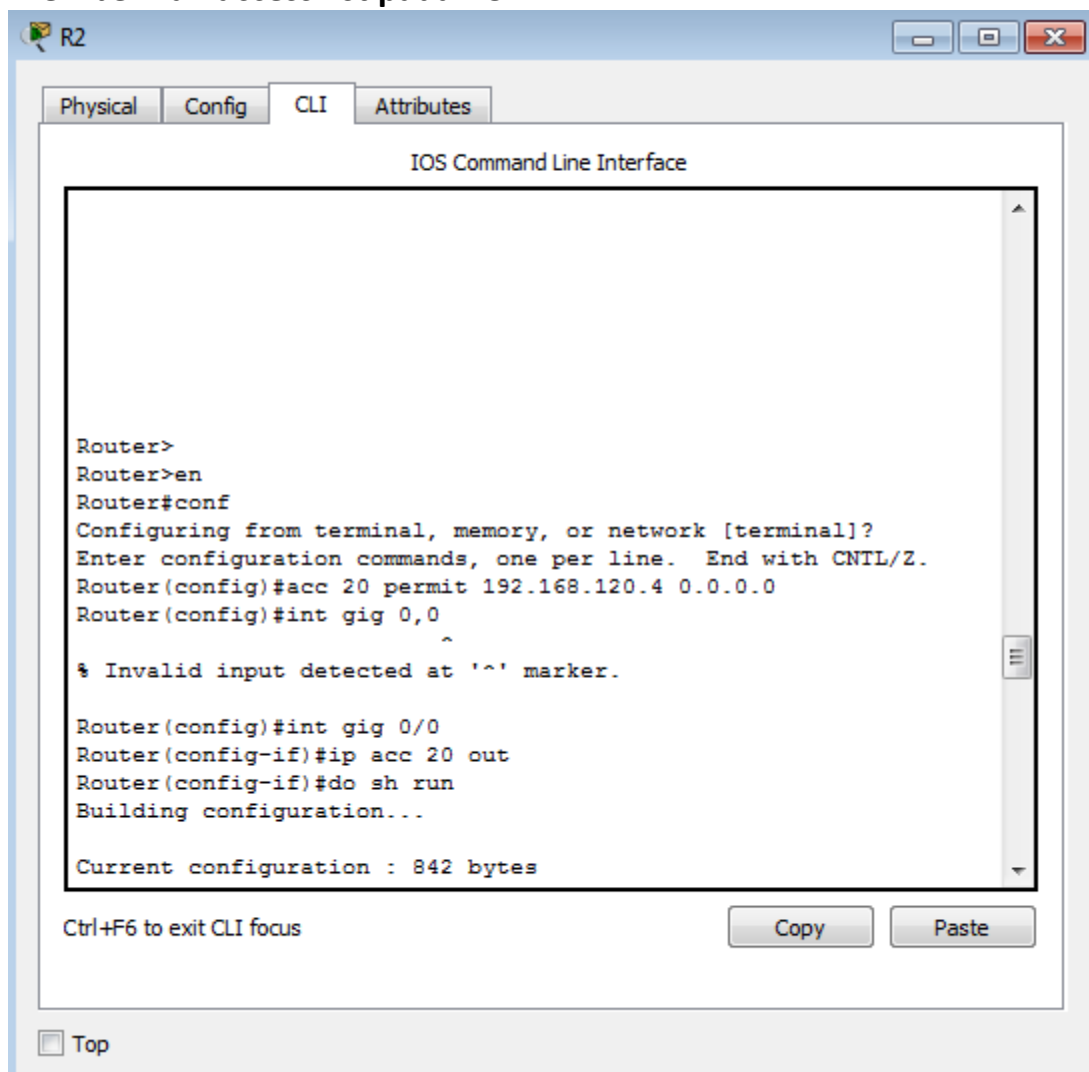 R2
Physical Config CLI Attributes
IOS Command Line Interface
Router>
Router>en
Router#conf
Configuring from terminal, memory, or network [terminal]?
Enter configuration commands, one per line. End with CNTL/Z.
Router(config)#acc 20 permit 192.168.120.4 0.0.0.0
Router(config)#int gig 0,0
^
% Invalid input detected at '^' marker.
Router(config)#int gig 0/0
Router(config-if)#ip acc 20 out
Router(config-if)#do sh run
Building configuration...
Current configuration : 842 bytes
Ctrl+F6 to exit CLI focus
Copy Paste
Top